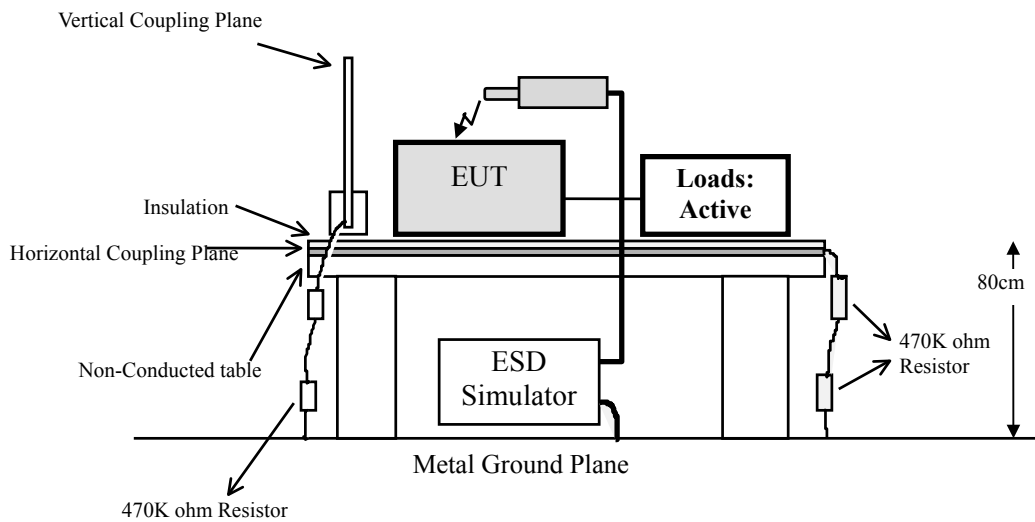 Vertical Coupling Plane
EUT
Loads:
Active
Insulation
Horizontal Coupling Plane
80cm
470K ohm
Resistor
Non-Conducted table
ESD
Simulator
Metal Ground Plane
470K ohm Resistor